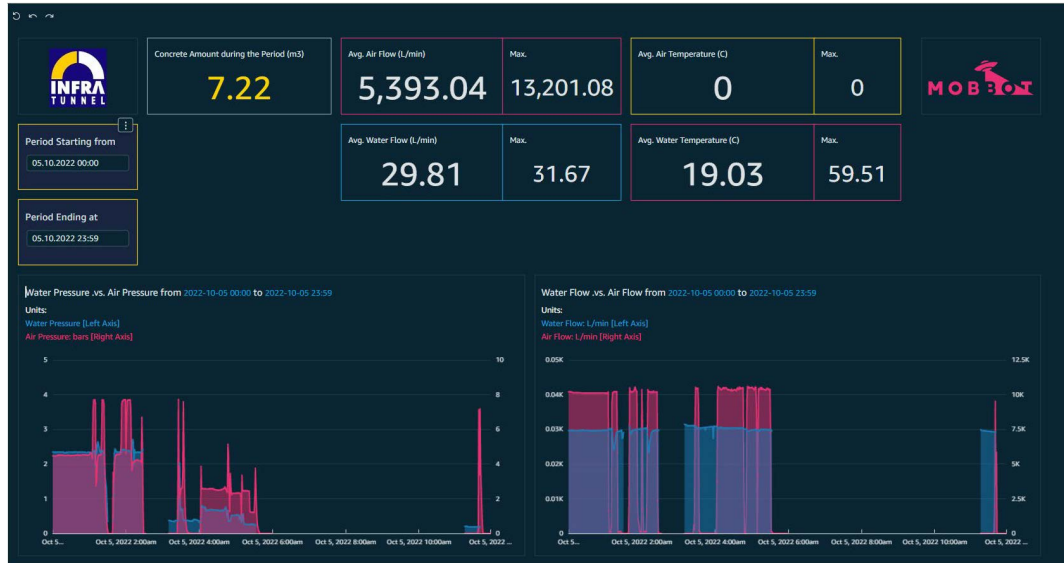 INFRA
TUNNEL
Concrete Amount during the Period (m3)
7.22
Avg. Air Flow (L/min)
5,393.04
Max.
13,201.08
Avg. Air Temperature (C)
0
Max.
0
MOBBOT
Period Starting from
05.10.2022 00:00
Avg. Water Flow (L/min)
29.81
Max.
31.67
Avg. Water Temperature (C)
19.03
Max.
59.51
Period Ending at
05.10.2022 23:59
Water Pressure .vs. Air Pressure from 2022-10-05 00:00 to 2022-10-05 23:59
Units:
Water Pressure [Left Axis]
Air Pressure: bars [Right Axis]
5
4
3
2
1
0
10
8
6
4
2
0
Oct 5... Oct 5, 2022 2:00am Oct 5, 2022 4:00am Oct 5, 2022 6:00am Oct 5, 2022 8:00am Oct 5, 2022 10:00am Oct 5, 2022 ...
Water Flow .vs. Air Flow from 2022-10-05 00:00 to 2022-10-05 23:59
Units:
Water Flow: L/min [Left Axis]
Air Flow: L/min [Right Axis]
0.05K
0.04K
0.03K
0.02K
0.01K
0
12.5K
10K
7.5K
5K
2.5K
0
Oct 5... Oct 5, 2022 2:00am Oct 5, 2022 4:00am Oct 5, 2022 6:00am Oct 5, 2022 8:00am Oct 5, 2022 10:00am Oct 5, 2022 ...